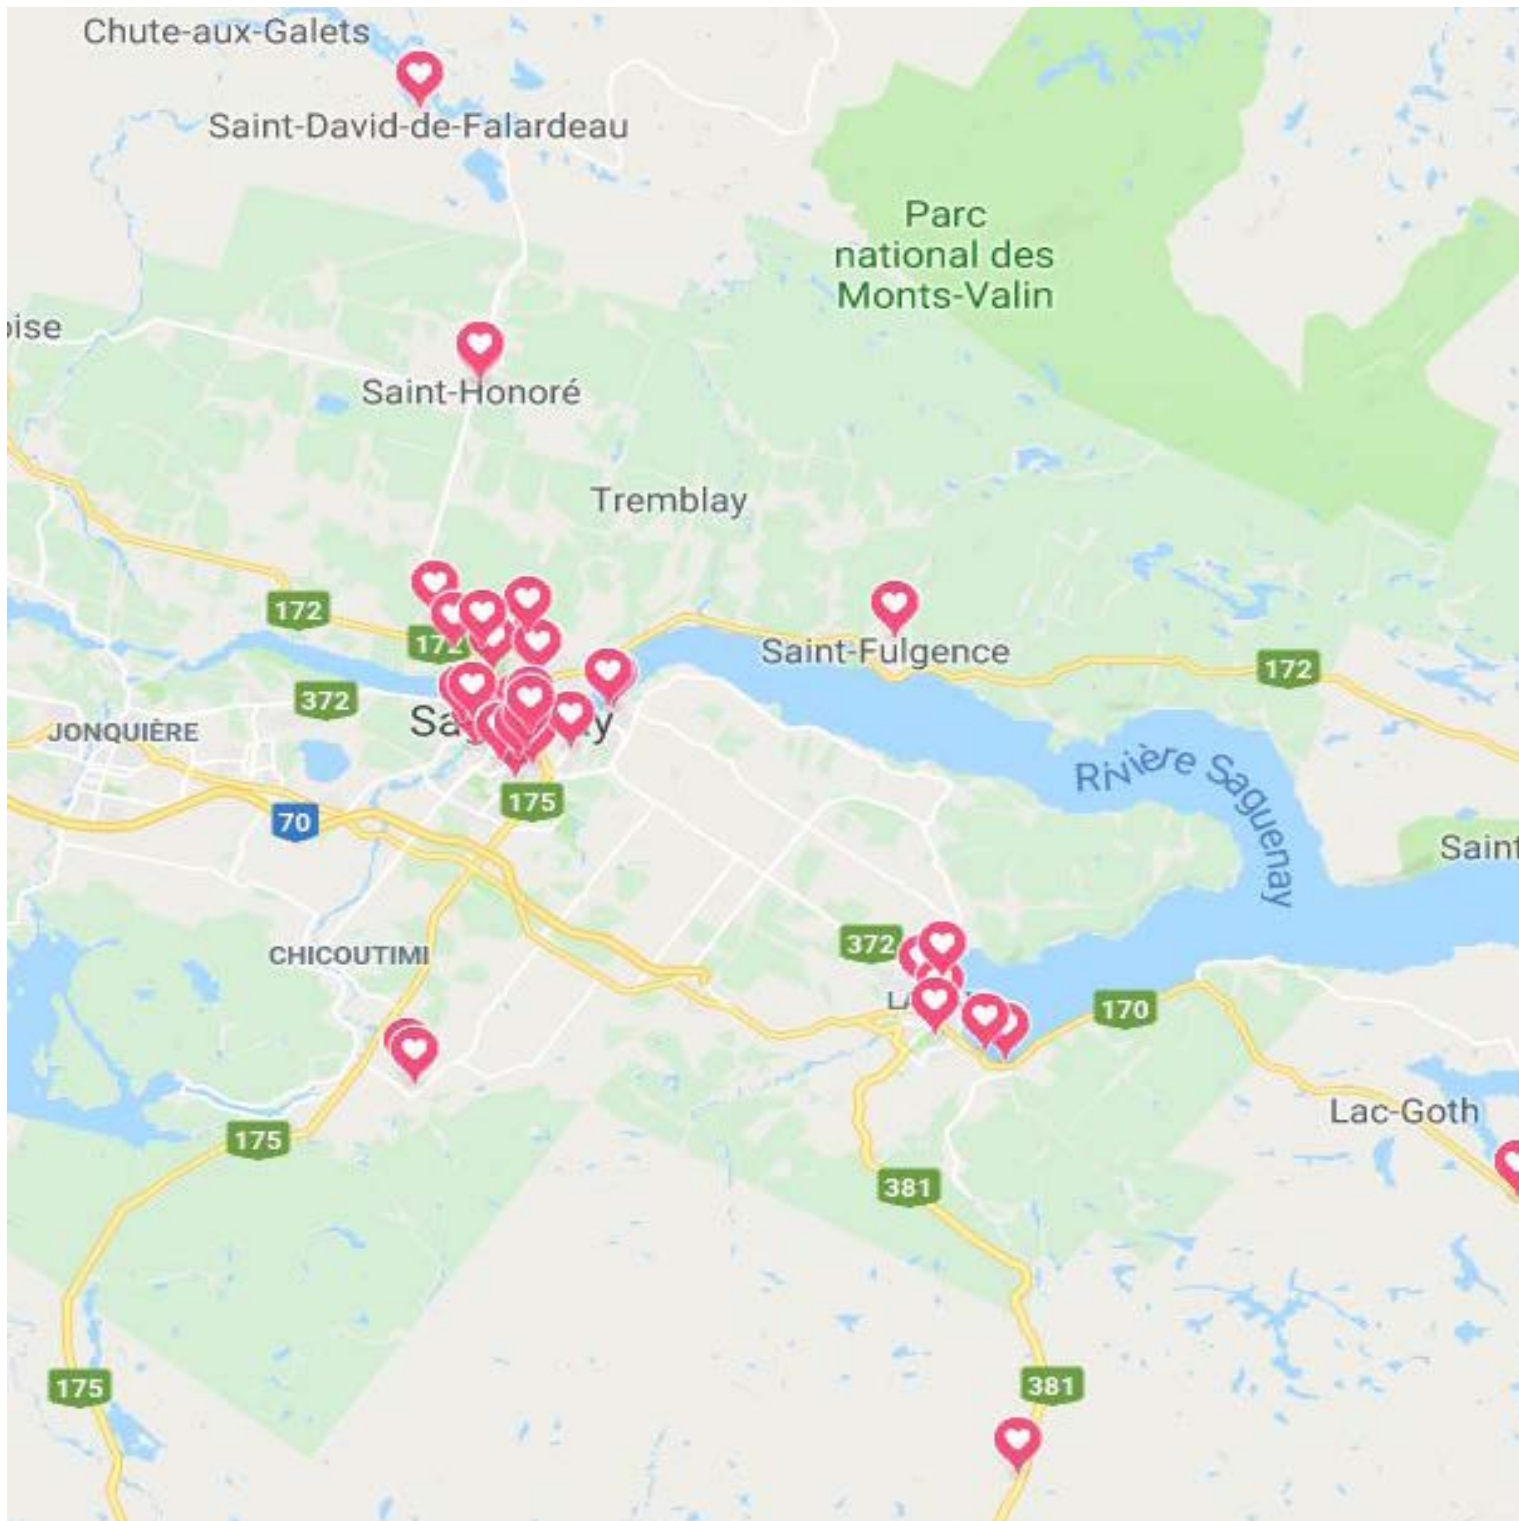 Chute-aux-Galets
Saint-David-de-Falardeau
Parc
national des
Monts-Valin
Saint-Honoré
Tremblay
172
172
Saint-Fulgence
172
372
JONQUIÈRE
Rivière Saguenay
175
70
Saint
372
CHICOUTIMI
170
Lac-Goth
175
381
175
381